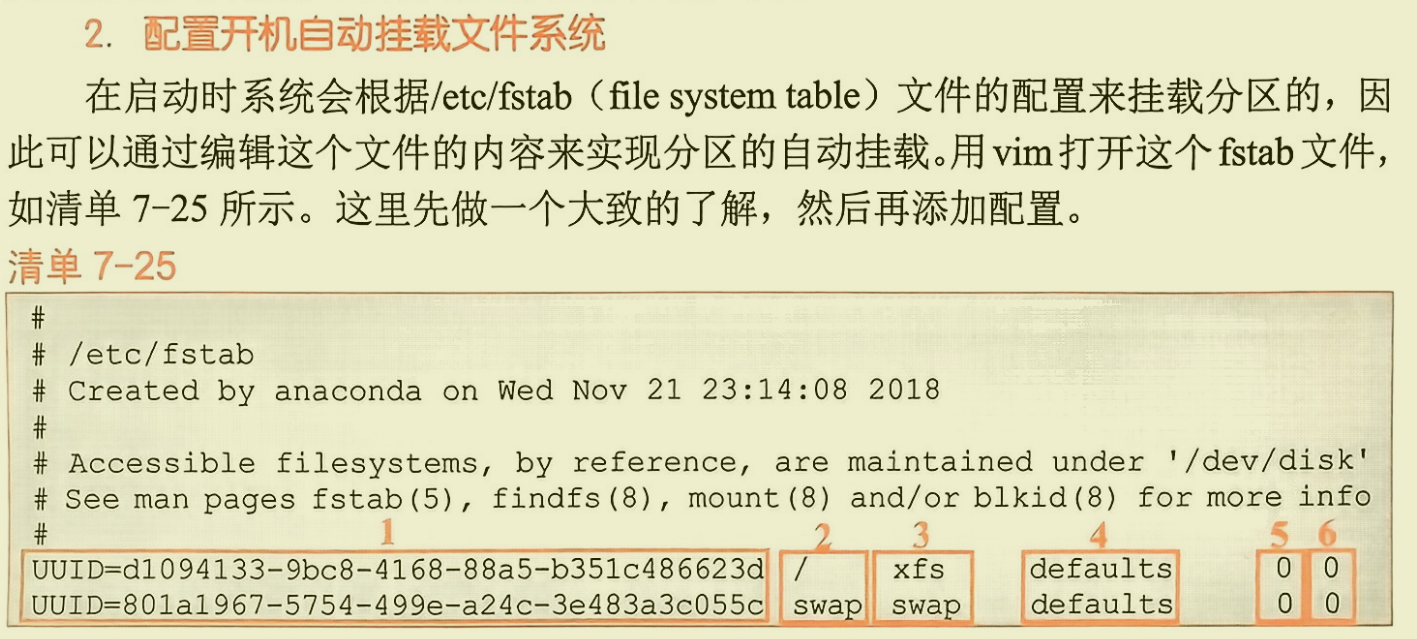 2. 配置开机自动挂载文件系统
在启动时系统会根据/etc/fstab（file system table）文件的配置来挂载分区的，因
此可以通过编辑这个文件的内容来实现分区的自动挂载。用vim打开这个fstab文件，
如清单 7-25 所示。这里先做一个大致的了解，然后再添加配置。
清单 7-25
#
# /etc/fstab
# Created by anaconda on Wed Nov 21 23:14:08 2018
#
# Accessible filesystems, by reference, are maintained under '/dev/disk'
# See man pages fstab(5), findfs(8), mount(8) and/or blkid(8) for more info
#
1 2 3 4 5 6
UUID=d1094133-9bc8-4168-88a5-b351c486623d / xfs defaults 0 0
UUID=801a1967-5754-499e-a24c-3e483a3c055c swap swap defaults 0 0